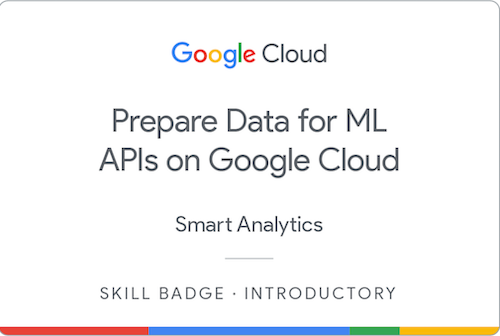 Google Cloud
Prepare Data for ML
APIs on Google Cloud
Smart Analytics
SKILL BADGE · INTRODUCTORY